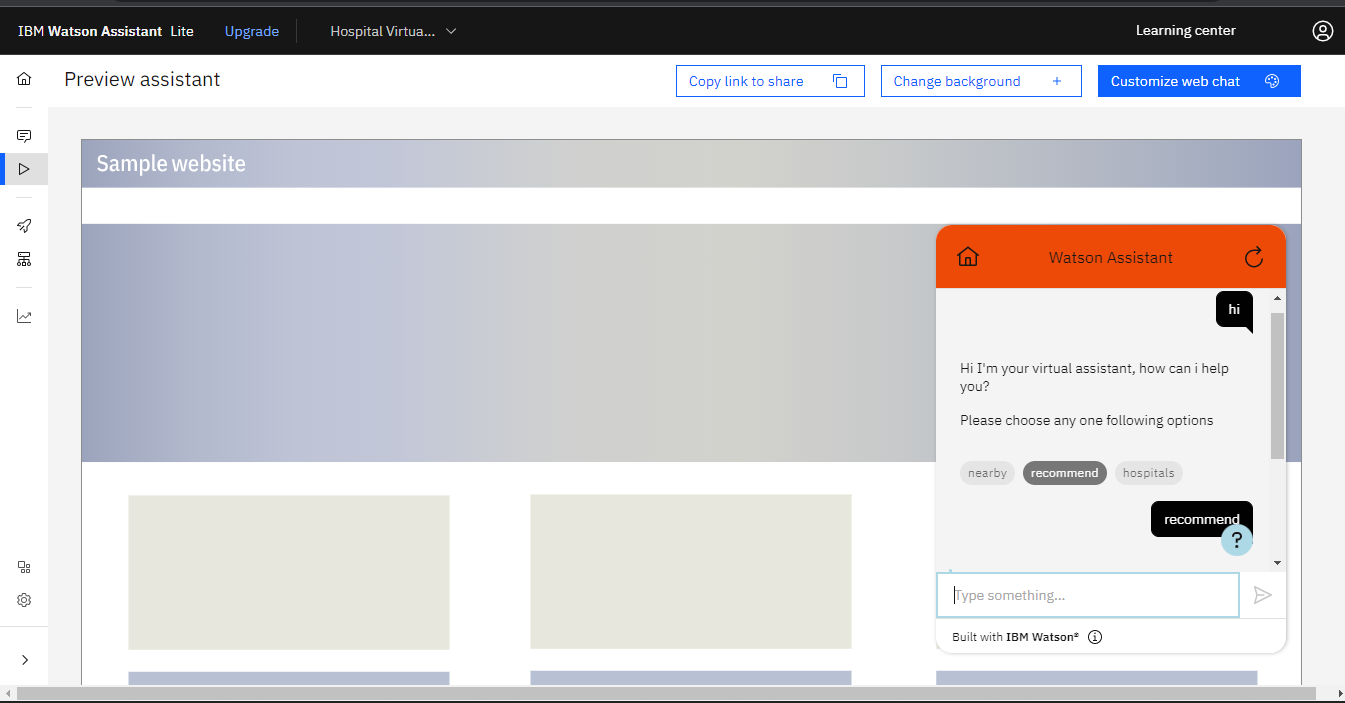 IBM Watson Assistant Lite Upgrade Hospital Virtua... Learning center
Preview assistant Copy link to share Change background + Customize web chat
Sample website
Watson Assistant
hi
Hi I'm your virtual assistant, how can i help
you?
Please choose any one following options
nearby recommend hospitals
recommend
?
Type something...
Built with IBM Watson®